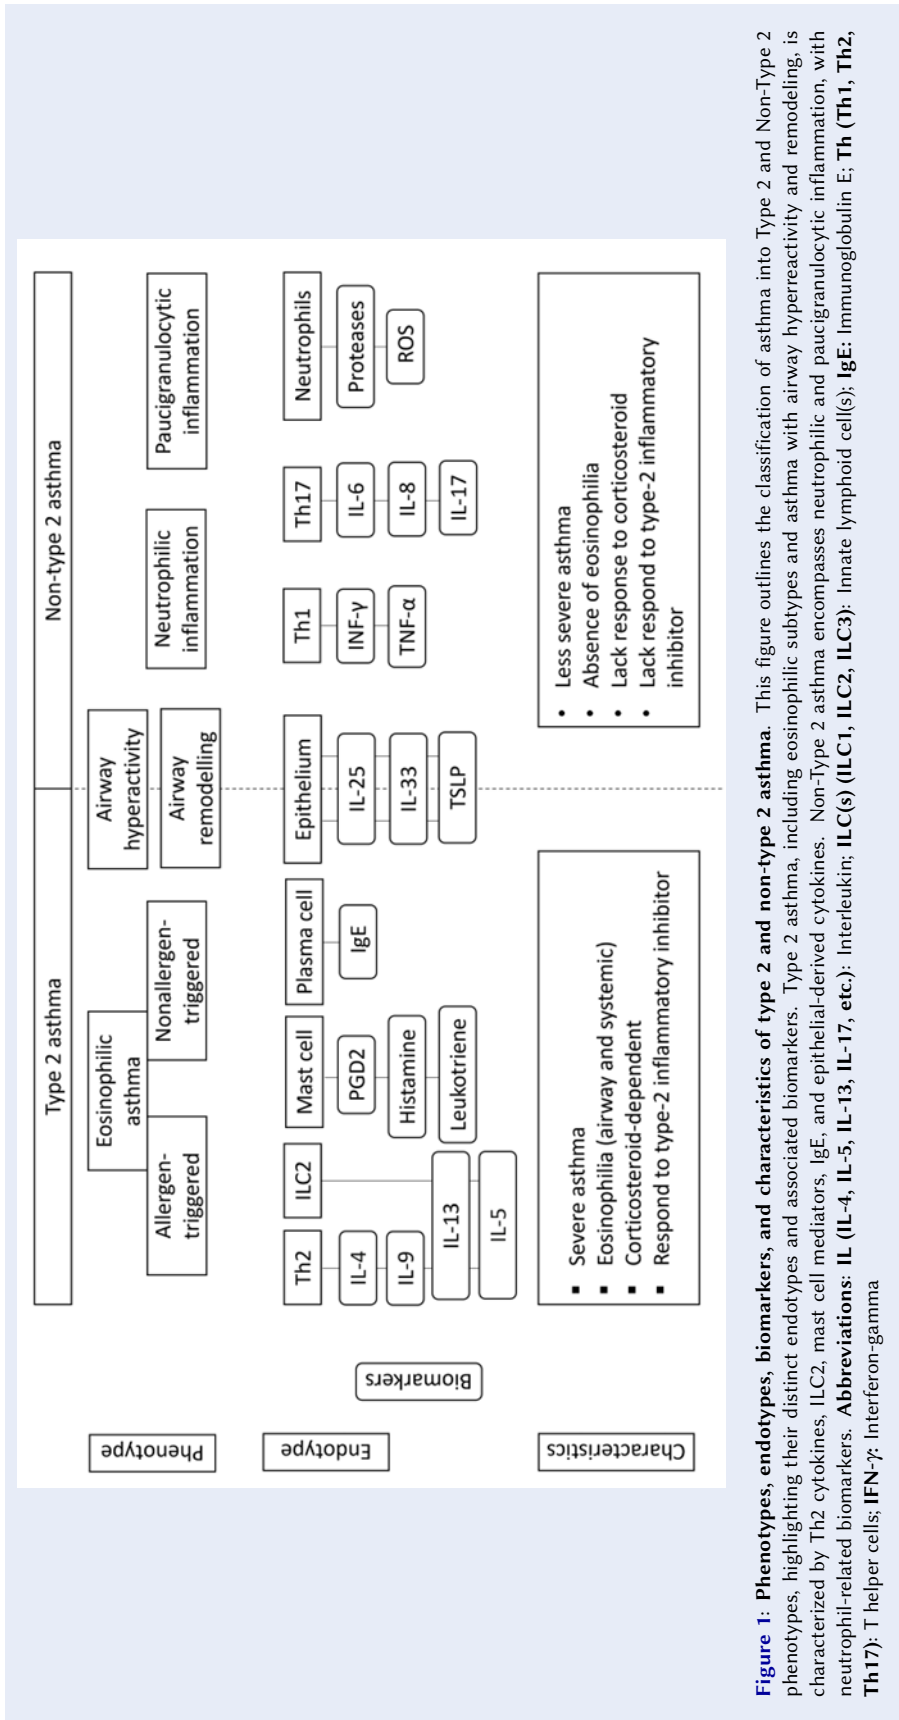 Type 2 asthma
Non-type 2 asthma
Phenotype
Eosinophilic
asthma
Allergen-
triggered
Nonallergen-
triggered
Airway
hyperactivity
Airway
remodelling
Neutrophilic
inflammation
Paucigranulocytic
inflammation
Endotype
Biomarkers
Th2
IL-4
IL-9
IL-13
IL-5
ILC2
Mast cell
PGD2
Histamine
Leukotriene
Plasma cell
IgE
Epithelium
IL-25
IL-33
TSLP
Th1
INF-γ
TNF-α
Th17
IL-6
IL-8
IL-17
Neutrophils
Proteases
ROS
Characteristics
▪ Severe asthma
▪ Eosinophilia (airway and systemic)
▪ Corticosteroid-dependent
▪ Respond to type-2 inflammatory inhibitor
• Less severe asthma
• Absence of eosinophilia
• Lack response to corticosteroid
• Lack respond to type-2 inflammatory
inhibitor
Figure 1: Phenotypes, endotypes, biomarkers, and characteristics of type 2 and non-type 2 asthma. This figure outlines the classification of asthma into Type 2 and Non-Type 2
phenotypes, highlighting their distinct endotypes and associated biomarkers. Type 2 asthma, including eosinophilic subtypes and asthma with airway hyperreactivity and remodeling, is
characterized by Th2 cytokines, ILC2, mast cell mediators, IgE, and epithelial-derived cytokines. Non-Type 2 asthma encompasses neutrophilic and paucigranulocytic inflammation, with
neutrophil-related biomarkers. Abbreviations: IL (IL-4, IL-5, IL-13, IL-17, etc.): Interleukin; ILC(s) (ILC1, ILC2, ILC3): Innate lymphoid cell(s); IgE: Immunoglobulin E; Th (Th1, Th2,
Th17): T helper cells; IFN-γ: Interferon-gamma